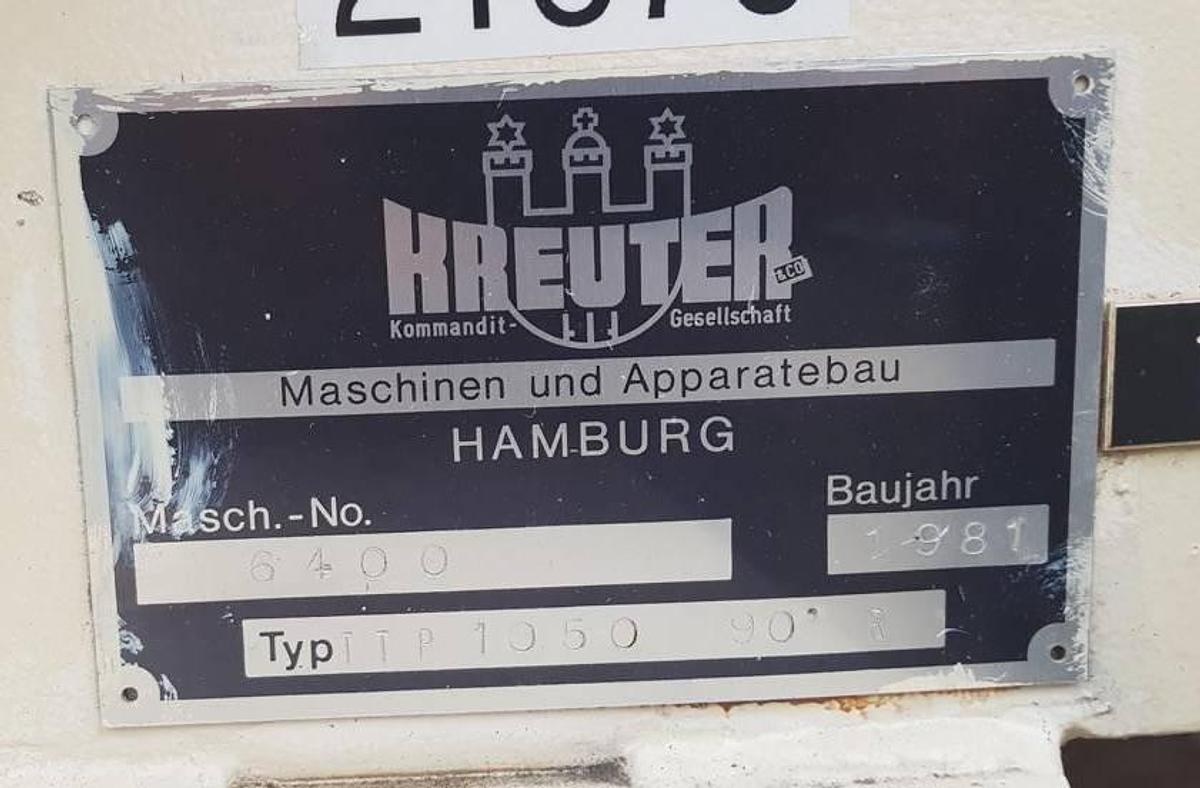 KREUTER
&CO
Kommandit- Gesellschaft
Maschinen und Apparatebau
HAMBURG
Masch.-No. Baujahr
6400 1981
Typ TTP 1050 90° R